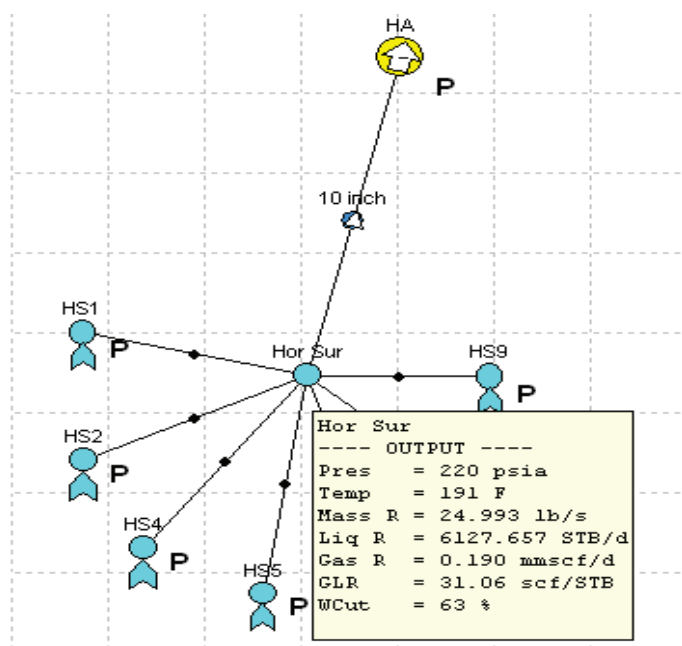 HA
P
10 inch
HS1
P
Hor Sur
HS9
P
HS2
P
HS4
P
HS5
P
Hor Sur
---- OUTPUT ----
Pres = 220 psia
Temp = 191 F
Mass R = 24.993 lb/s
Liq R = 6127.657 STB/d
Gas R = 0.190 mmscf/d
GLR = 31.06 scf/STB
WCut = 63 %